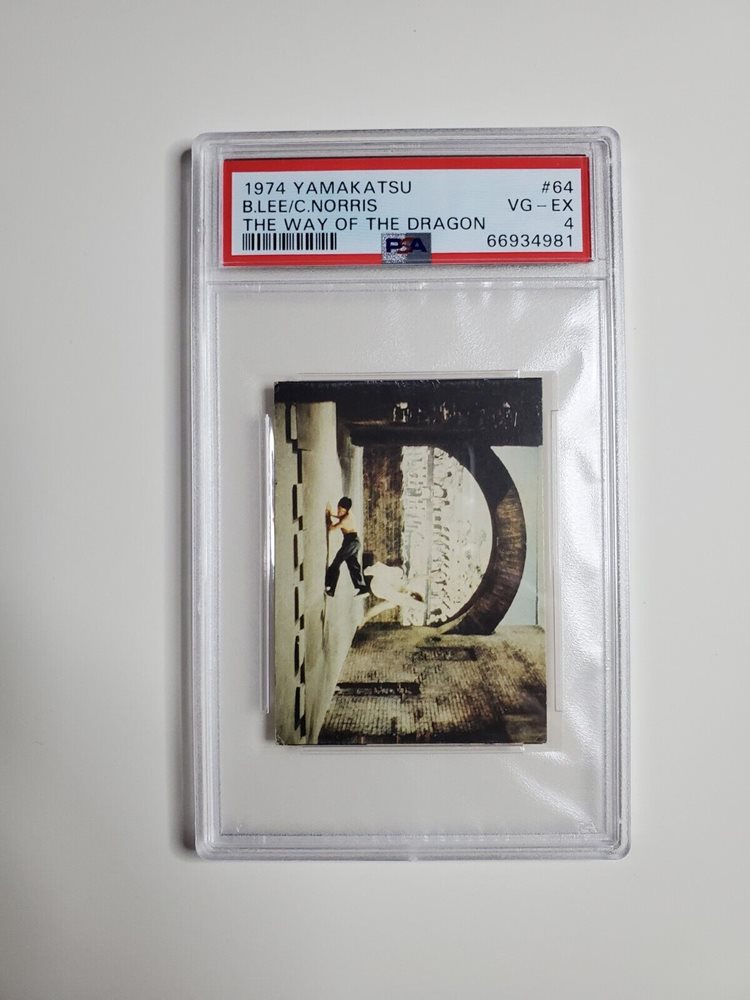 1974 YAMAKATSU #64
B.LEE/C.NORRIS VG-EX
THE WAY OF THE DRAGON 4
PSA 66934981